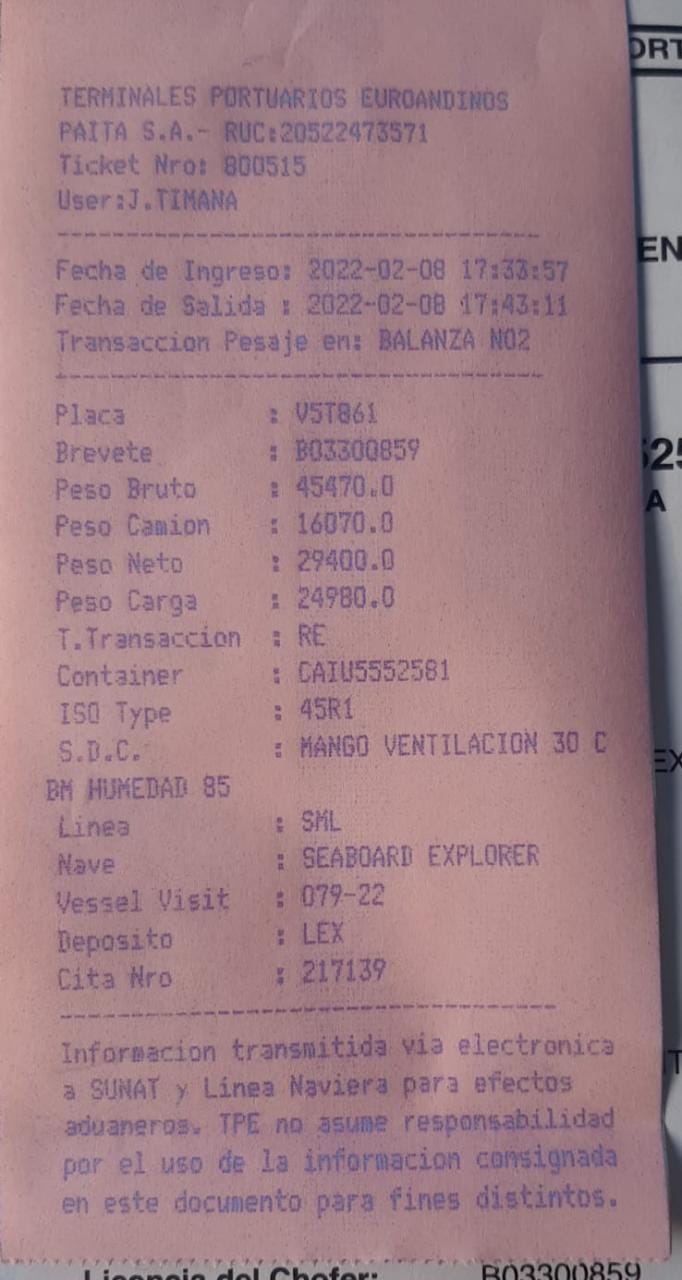 TERMINALES PORTUARIOS EUROANDINOS
PAITA S.A.- RUC:20522473571
Ticket Nro: 800515
User:J.TIMANA
Fecha de Ingreso: 2022-02-08 17:33:57
Fecha de Salida : 2022-02-08 17:43:11
Transaccion Pesaje en: BALANZA NO2
Placa : V5T861
Brevete : B03300859
Peso Bruto : 45470.0
Peso Camion : 16070.0
Peso Neto : 29400.0
Peso Carga : 24980.0
T.Transaccion : RE
Container : CAIU5552581
ISO Type : 45R1
S.D.C. : MANGO VENTILACION 30 C
BM HUMEDAD 85
Linea : SML
Nave : SEABOARD EXPLORER
Vessel Visit : 079-22
Deposito : LEX
Cita Nro : 217139
Informacion transmitida via electronica
a SUNAT y Linea Naviera para efectos
aduaneros. TPE no asume responsabilidad
por el uso de la informacion consignada
en este documento para fines distintos.
Licencia del Chofer: B03300859